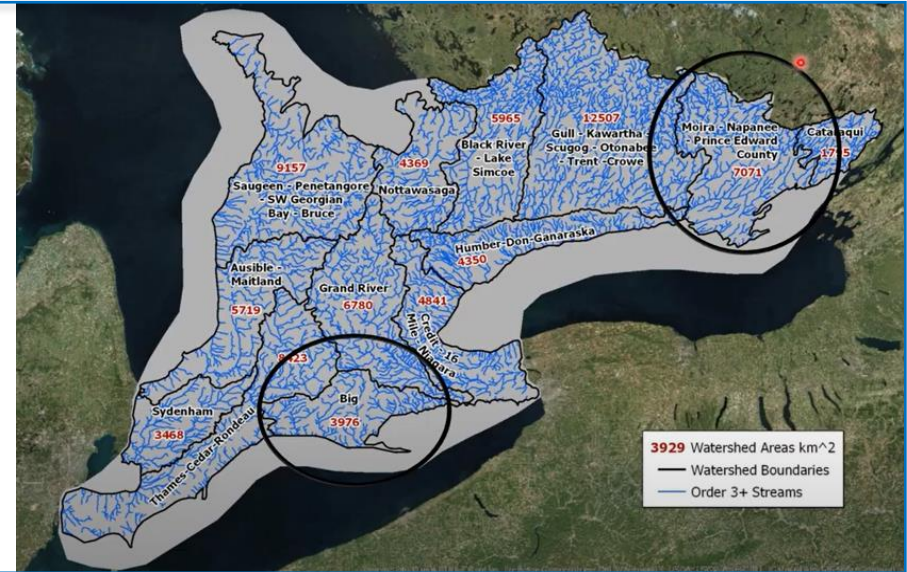 9157
Saugeen - Penetangore
- SW Georgian
Bay - Bruce
4369
Nottawasaga
5965
Black River
- Lake
Simcoe
12507
Gull - Kawartha -
Scugog - Otonabee
- Trent -Crowe
Moira - Napanee
- Prince Edward
County
7071
Cataraqui
1795
Humber-Don-Ganaraska
4350
Ausible -
Maitland
5719
Grand River
6780
4841
Credit - 16
Mile - Niagara
Big
3976
Sydenham
3468
Thames-Cedar-Rondeau
3929 Watershed Areas km^2
Watershed Boundaries
Order 3+ Streams